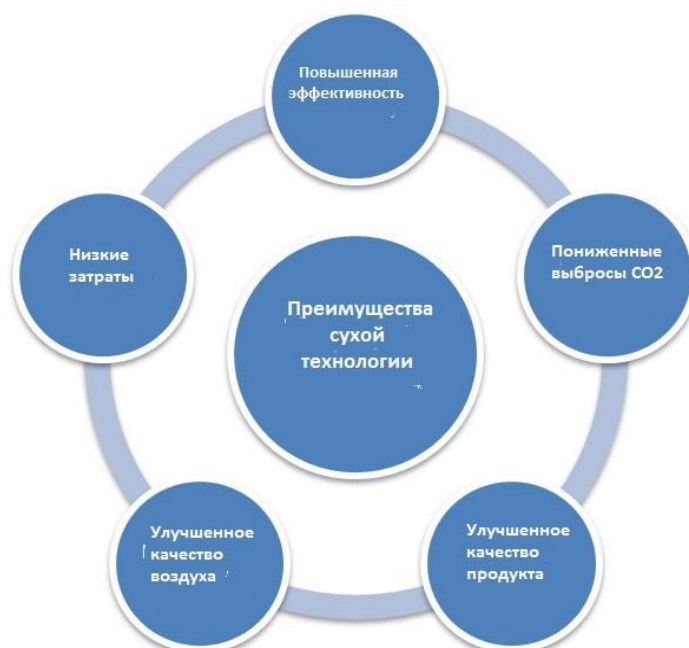 Повышенная
эффективность
Низкие
затраты
Пониженные
выбросы СО2
Преимущества
сухой
технологии
Улучшенное
качество
воздуха
Улучшенное
качество
продукта